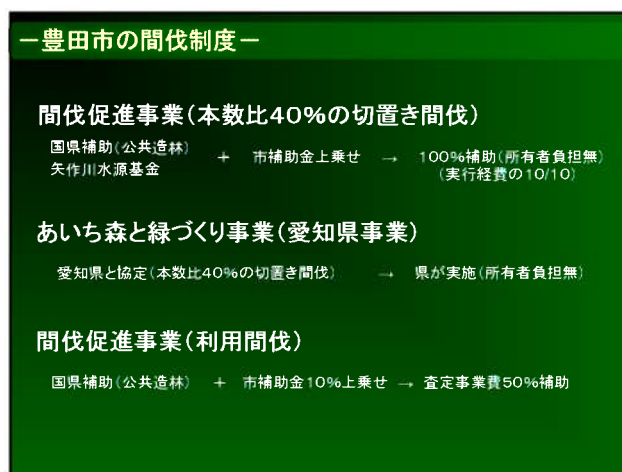 －豊田市の間伐制度－
間伐促進事業(本数比40%の切置き間伐)
国県補助(公共造林)
矢作川水源基金
＋ 市補助金上乗せ → 100%補助(所有者負担無)
(実行経費の10/10)
あいち森と緑づくり事業(愛知県事業)
愛知県と協定(本数比40%の切置き間伐) → 県が実施(所有者負担無)
間伐促進事業(利用間伐)
国県補助(公共造林) ＋ 市補助金10%上乗せ → 査定事業費50%補助